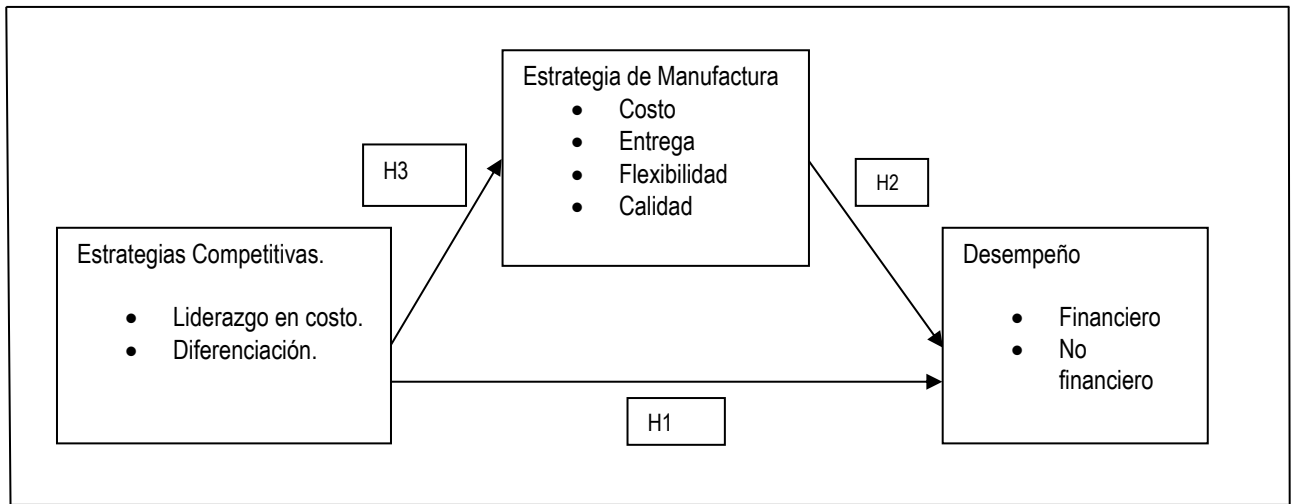 Estrategia de Manufactura
• Costo
• Entrega
• Flexibilidad
• Calidad
H3
H2
Estrategias Competitivas.
• Liderazgo en costo.
• Diferenciación.
Desempeño
• Financiero
• No
financiero
H1